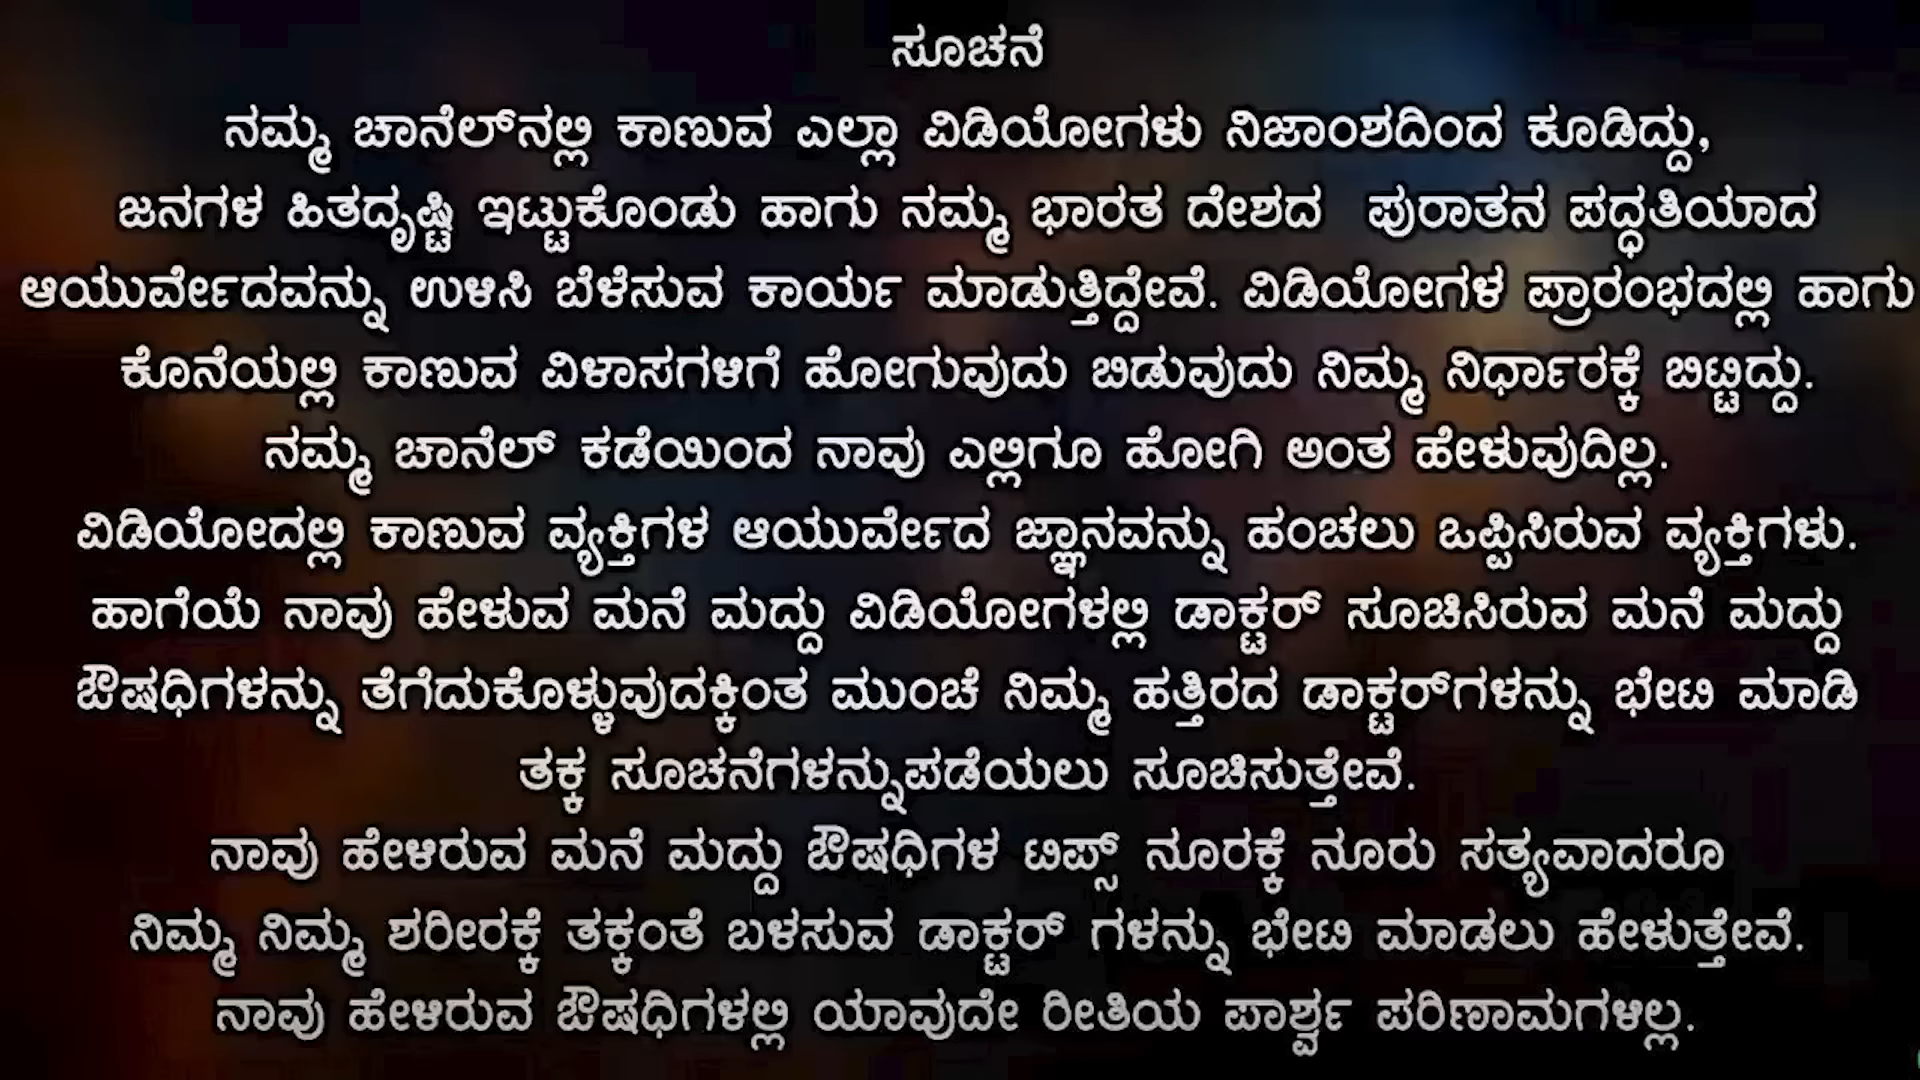 ಸೂಚನೆ
ನಮ್ಮ ಚಾನೆಲ್‌ನಲ್ಲಿ ಕಾಣುವ ಎಲ್ಲಾ ವಿಡಿಯೋಗಳು ನಿಜಾಂಶದಿಂದ ಕೂಡಿದ್ದು,
ಜನಗಳ ಹಿತದೃಷ್ಟಿ ಇಟ್ಟುಕೊಂಡು ಹಾಗು ನಮ್ಮ ಭಾರತ ದೇಶದ ಪುರಾತನ ಪದ್ಧತಿಯಾದ
ಆಯುರ್ವೇದವನ್ನು ಉಳಿಸಿ ಬೆಳೆಸುವ ಕಾರ್ಯ ಮಾಡುತ್ತಿದ್ದೇವೆ. ವಿಡಿಯೋಗಳ ಪ್ರಾರಂಭದಲ್ಲಿ ಹಾಗು
ಕೊನೆಯಲ್ಲಿ ಕಾಣುವ ವಿಳಾಸಗಳಿಗೆ ಹೋಗುವುದು ಬಿಡುವುದು ನಿಮ್ಮ ನಿರ್ಧಾರಕ್ಕೆ ಬಿಟ್ಟಿದ್ದು.
ನಮ್ಮ ಚಾನೆಲ್ ಕಡೆಯಿಂದ ನಾವು ಎಲ್ಲಿಗೂ ಹೋಗಿ ಅಂತ ಹೇಳುವುದಿಲ್ಲ.
ವಿಡಿಯೋದಲ್ಲಿ ಕಾಣುವ ವ್ಯಕ್ತಿಗಳ ಆಯುರ್ವೇದ ಜ್ಞಾನವನ್ನು ಹಂಚಲು ಒಪ್ಪಿಸಿರುವ ವ್ಯಕ್ತಿಗಳು.
ಹಾಗೆಯೆ ನಾವು ಹೇಳುವ ಮನೆ ಮದ್ದು ವಿಡಿಯೋಗಳಲ್ಲಿ ಡಾಕ್ಟರ್ ಸೂಚಿಸಿರುವ ಮನೆ ಮದ್ದು
ಔಷಧಿಗಳನ್ನು ತೆಗೆದುಕೊಳ್ಳುವುದಕ್ಕಿಂತ ಮುಂಚೆ ನಿಮ್ಮ ಹತ್ತಿರದ ಡಾಕ್ಟರ್‌ಗಳನ್ನು ಭೇಟಿ ಮಾಡಿ
ತಕ್ಕ ಸೂಚನೆಗಳನ್ನುಪಡೆಯಲು ಸೂಚಿಸುತ್ತೇವೆ.
ನಾವು ಹೇಳಿರುವ ಮನೆ ಮದ್ದು ಔಷಧಿಗಳ ಟಿಪ್ಸ್ ನೂರಕ್ಕೆ ನೂರು ಸತ್ಯವಾದರೂ
ನಿಮ್ಮ ನಿಮ್ಮ ಶರೀರಕ್ಕೆ ತಕ್ಕಂತೆ ಬಳಸುವ ಡಾಕ್ಟರ್ ಗಳನ್ನು ಭೇಟಿ ಮಾಡಲು ಹೇಳುತ್ತೇವೆ.
ನಾವು ಹೇಳಿರುವ ಔಷಧಿಗಳಲ್ಲಿ ಯಾವುದೇ ರೀತಿಯ ಪಾರ್ಶ್ವ ಪರಿಣಾಮಗಳಿಲ್ಲ.